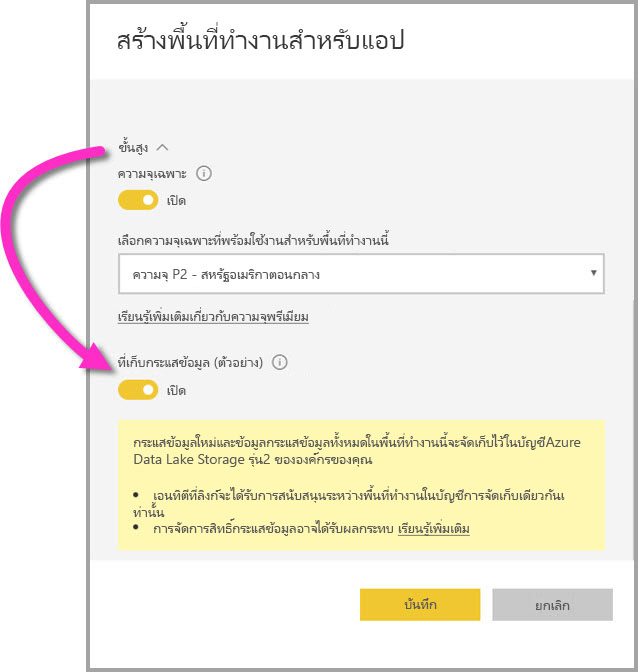 สร้างพื้นที่ทำงานสำหรับแอป
ขั้นสูง
ความจุเฉพาะ
เปิด
เลือกความจุเฉพาะที่พร้อมใช้งานสำหรับพื้นที่ทำงานนี้
ความจุ P2 - สหรัฐอเมริกาตอนกลาง
เรียนรู้เพิ่มเติมเกี่ยวกับความจุพรีเมียม
ที่เก็บกระแสข้อมูล (ตัวอย่าง)
เปิด
กระแสข้อมูลใหม่และข้อมูลกระแสข้อมูลทั้งหมดในพื้นที่ทำงานนี้จะจัดเก็บไว้ในบัญชีAzure
Data Lake Storage รุ่น2 ขององค์กรของคุณ
• เอนทิตีที่ลิงก์จะได้รับการสนับสนุนระหว่างพื้นที่ทำงานในบัญชีการจัดเก็บเดียวกันเ
ท่านั้น
• การจัดการสิทธิ์กระแสข้อมูลอาจได้รับผลกระทบ เรียนรู้เพิ่มเติม
บันทึก
ยกเลิก